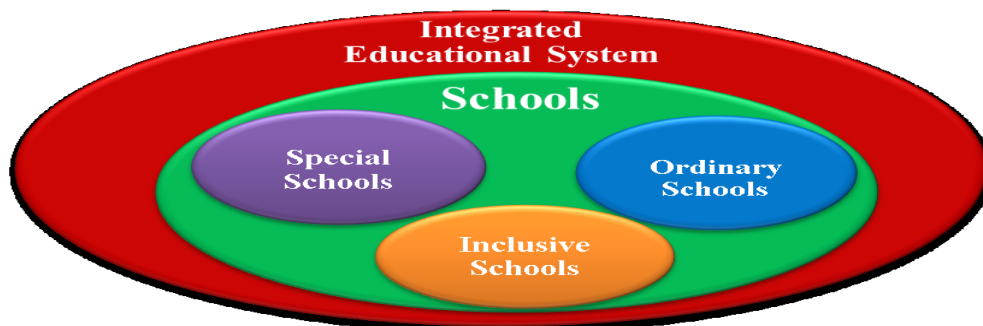 Integrated
Educational System
Schools
Special
Schools
Ordinary
Schools
Inclusive
Schools